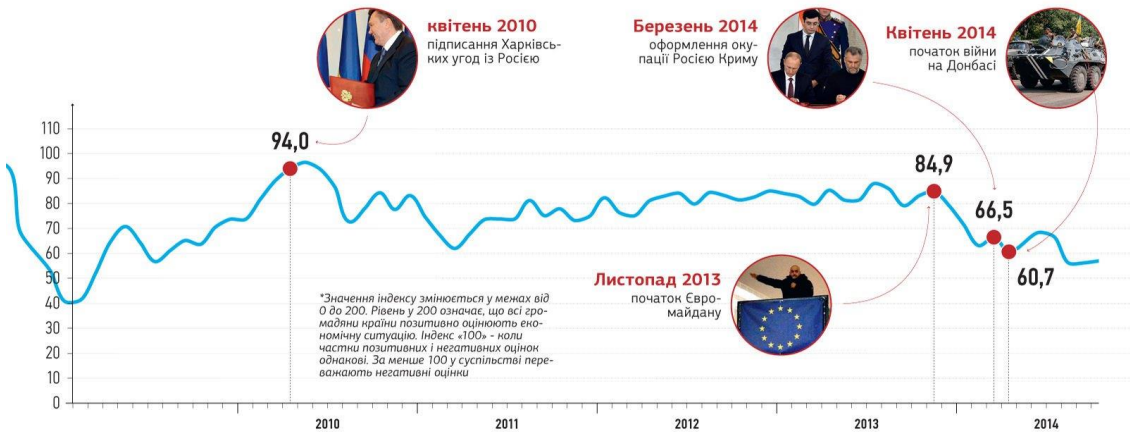 квітень 2010
підписання Харківсь-
ких угод із Росією
Березень 2014
оформлення оку-
пації Росією Криму
Квітень 2014
початок війни
на Донбасі
110
100
90
80
70
60
50
40
30
20
10
0
94,0
84,9
66,5
60,7
Листопад 2013
початок Євро-
майдану
*Значення індексу змінюється у межах від
0 до 200. Рівень у 200 означає, що всі гро-
мадяни країни позитивно оцінюють еко-
номічну ситуацію. Індекс «100» - коли
частки позитивних і негативних оцінок
однакові. За менше 100 у суспільстві пере-
важають негативні оцінки
2010
2011
2012
2013
2014